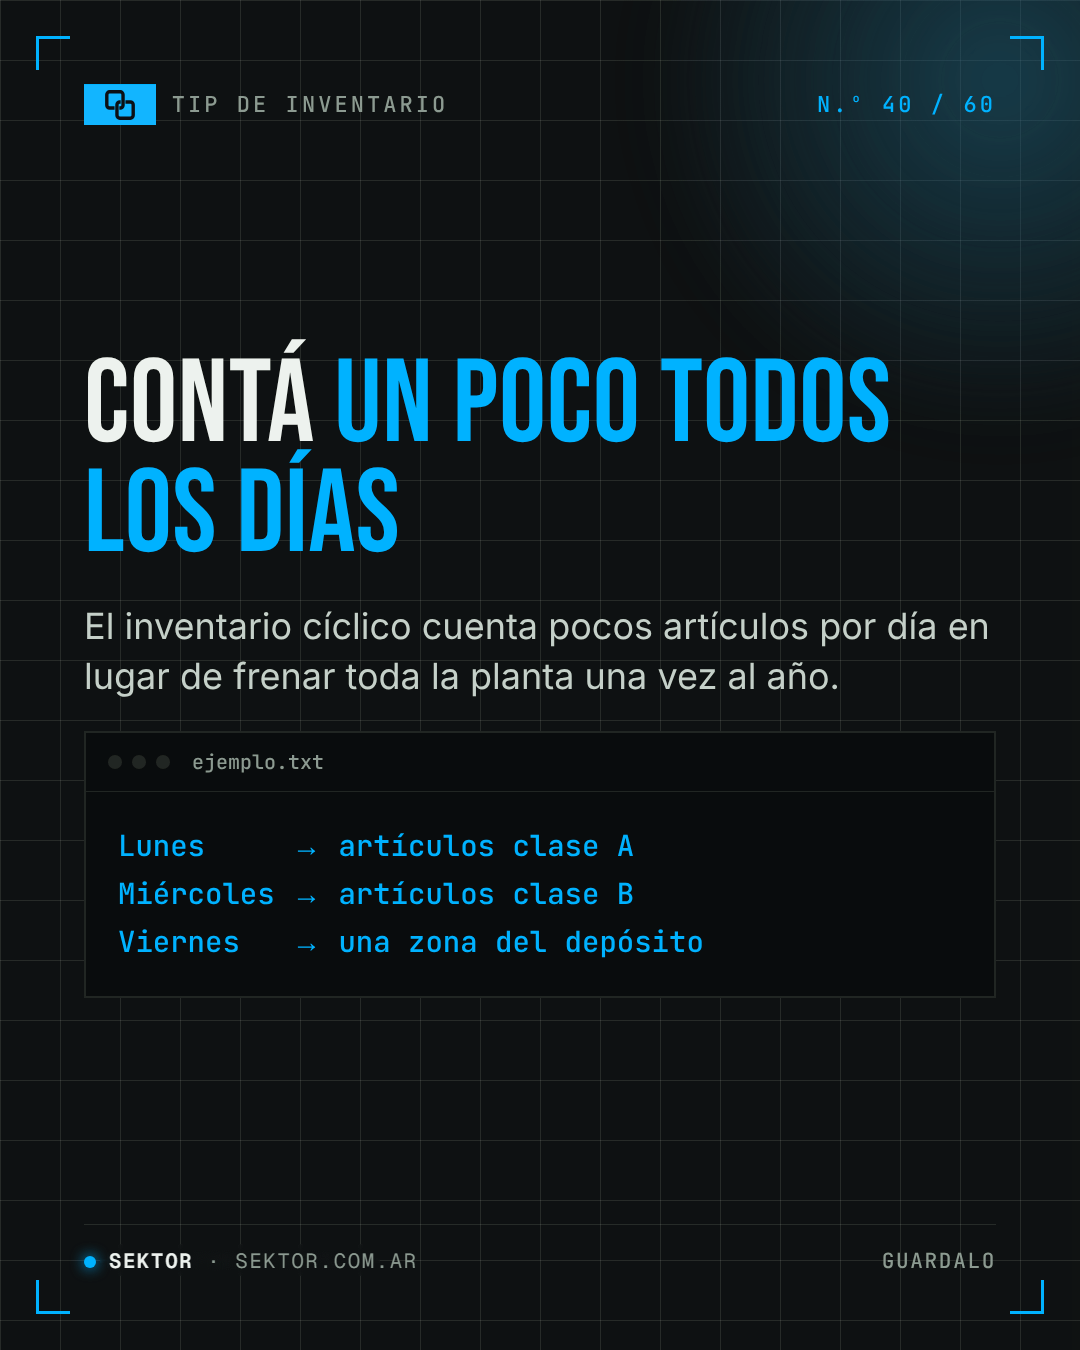 TIP DE INVENTARIO
N.° 40 / 60
CONTÁ UN POCO TODOS
LOS DÍAS
El inventario cíclico cuenta pocos artículos por día en
lugar de frenar toda la planta una vez al año.
ejemplo.txt
Lunes → artículos clase A
Miércoles → artículos clase B
Viernes → una zona del depósito
SEKTOR · SEKTOR.COM.AR
GUARDALO